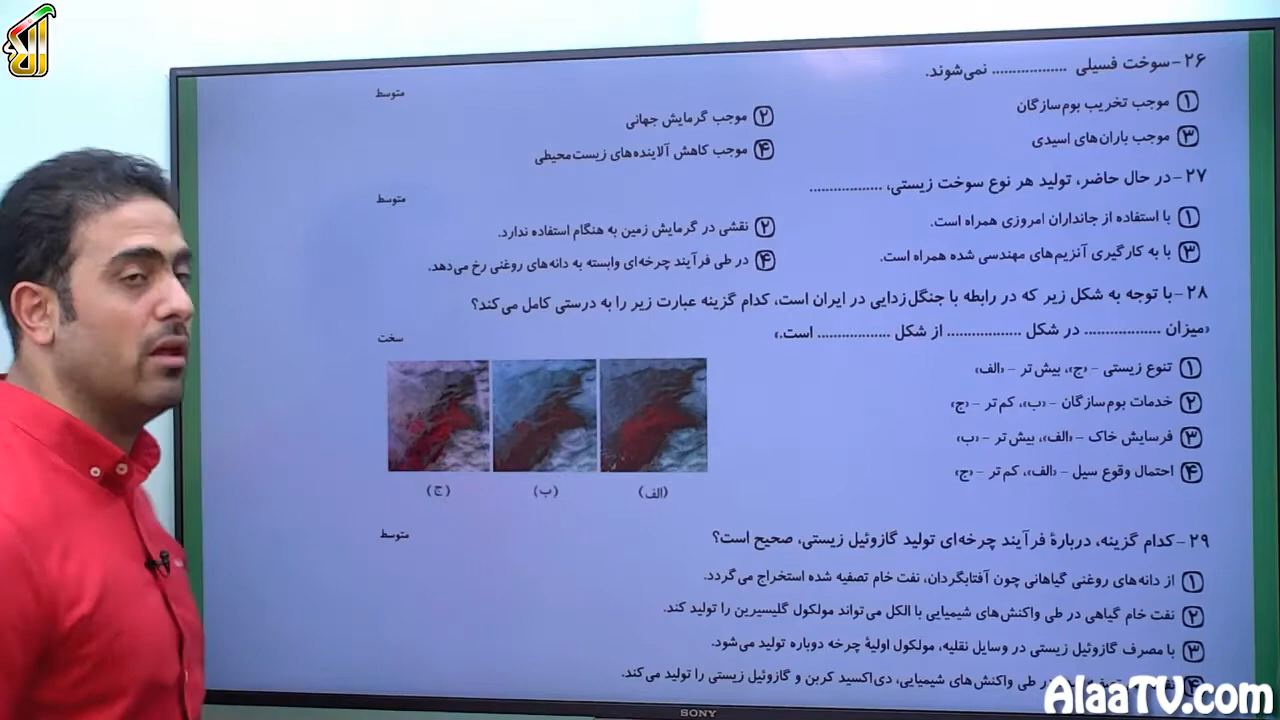 ۲۶-سوخت فسیلی .................. نمی‌شوند.
متوسط
۱ موجب تخریب بوم‌سازگان
۲ موجب گرمایش جهانی
۳ موجب باران‌های اسیدی
۴ موجب کاهش آلاینده‌های زیست‌محیطی
۲۷-در حال حاضر، تولید هر نوع سوخت زیستی، ..................
متوسط
۱ با استفاده از جانداران امروزی همراه است.
۲ نقشی در گرمایش زمین به هنگام استفاده ندارد.
۳ با به کارگیری آنزیم‌های مهندسی شده همراه است.
۴ در طی فرآیند چرخه‌ای وابسته به دانه‌های روغنی رخ می‌دهد.
۲۸-با توجه به شکل زیر که در رابطه با جنگل‌زدایی در ایران است، کدام گزینه عبارت زیر را به درستی کامل می‌کند؟
«میزان .................. در شکل .................. از شکل .................. است.»
سخت
۱ تنوع زیستی - «ج»، بیش‌تر - «الف»
۲ خدمات بوم‌سازگان - «ب»، کم‌تر - «ج»
۳ فرسایش خاک - «الف»، بیش‌تر - «ب»
۴ احتمال وقوع سیل - «الف»، کم‌تر - «ج»
(الف) (ب) (ج)
۲۹-کدام گزینه، دربارهٔ فرآیند چرخه‌ای تولید گازوئیل زیستی، صحیح است؟
متوسط
۱ از دانه‌های روغنی گیاهانی چون آفتابگردان، نفت خام تصفیه شده استخراج می‌گردد.
۲ نفت خام گیاهی در طی واکنش‌های شیمیایی با الکل می‌تواند مولکول گلیسیرین را تولید کند.
۳ با مصرف گازوئیل زیستی در وسایل نقلیه، مولکول اولیهٔ چرخه دوباره تولید می‌شود.
۴ در طی واکنش‌های شیمیایی، دی‌اکسید کربن و گازوئیل زیستی را تولید می‌کند.
SONY
AlaaTV.com